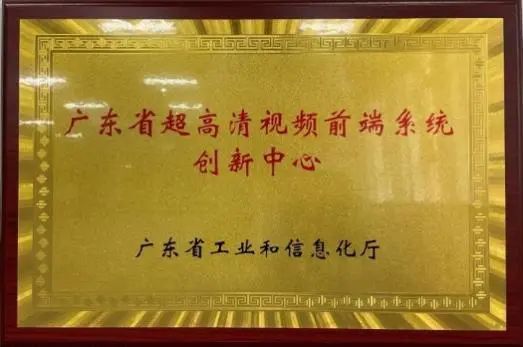 广东省超高清视频前端系统
创新中心
广东省工业和信息化厅